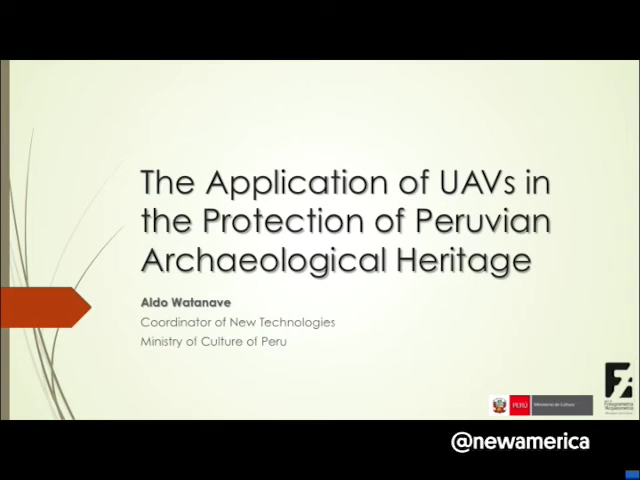 The Application of UAVs in
the Protection of Peruvian
Archaeological Heritage
Aldo Watanave
Coordinator of New Technologies
Ministry of Culture of Peru
PERÚ
Ministerio de Cultura
@newamerica